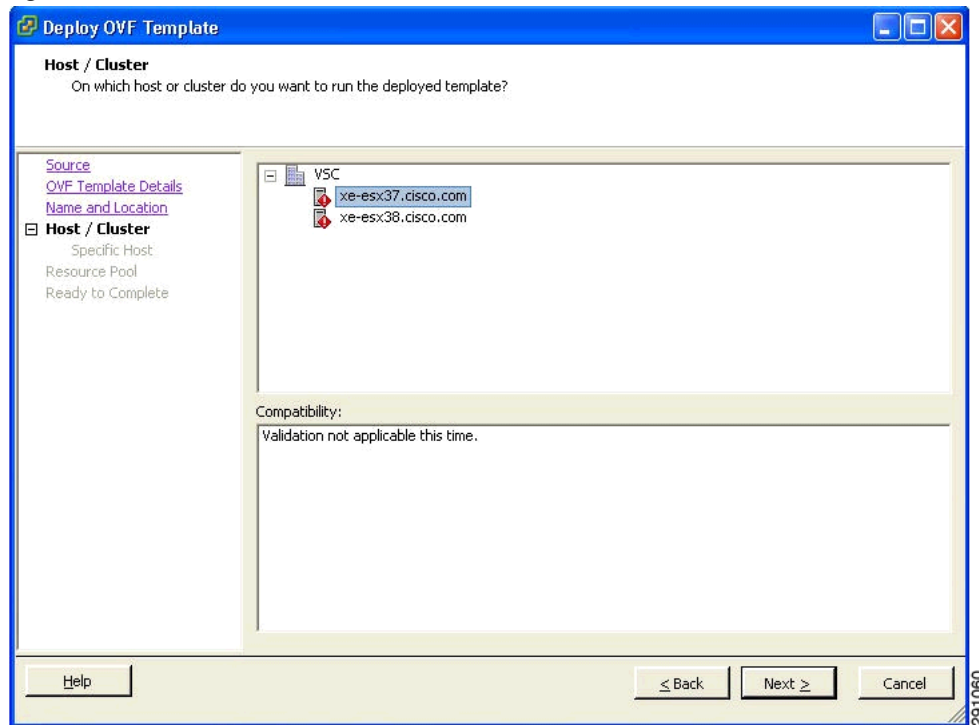 Deploy OVF Template
Host / Cluster
On which host or cluster do you want to run the deployed template?
Source
OVF Template Details
Name and Location
Host / Cluster
Specific Host
Resource Pool
Ready to Complete
VSC
xe-esx37.cisco.com
xe-esx38.cisco.com
Compatibility:
Validation not applicable this time.
Help
< Back
Next >
Cancel